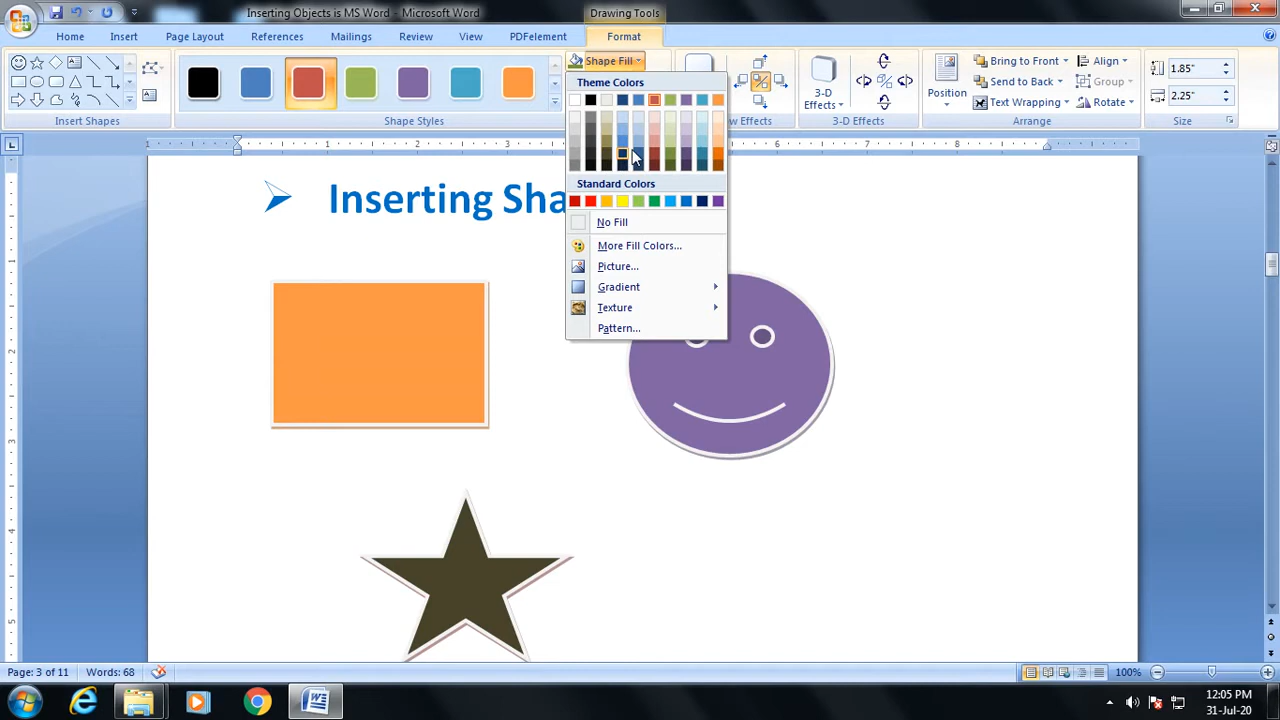 Inserting Objects is MS Word - Microsoft Word
Drawing Tools
Home Insert Page Layout References Mailings Review View PDFelement Format
Shape Fill
Bring to Front Align
1.85"
3-D Effects
Position
Send to Back Group
Text Wrapping Rotate
2.25"
Insert Shapes Shape Styles 3-D Effects Arrange Size
Theme Colors
Standard Colors
No Fill
More Fill Colors...
Picture...
Gradient
Texture
Pattern...
Inserting Sha
Page: 3 of 11 Words: 68 100%
12:05 PM
31-Jul-20